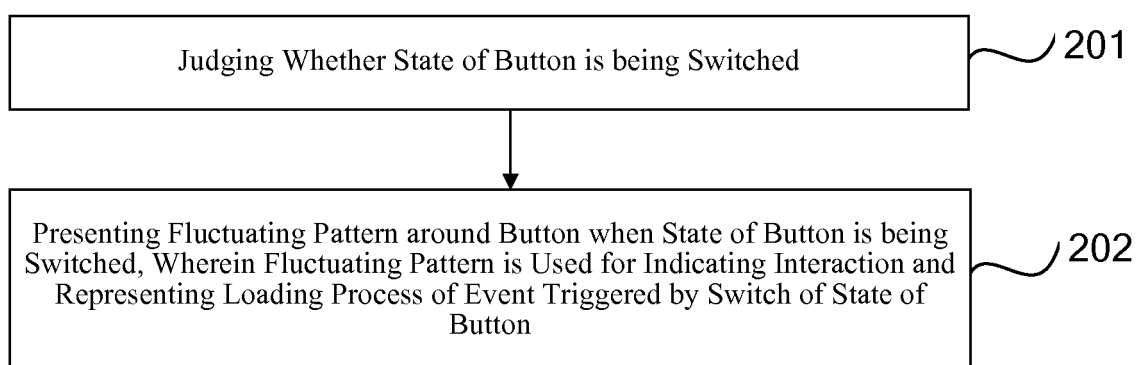 Judging Whether State of Button is being Switched
201
Presenting Fluctuating Pattern around Button when State of Button is being
Switched, Wherein Fluctuating Pattern is Used for Indicating Interaction and
Representing Loading Process of Event Triggered by Switch of State of
Button
202